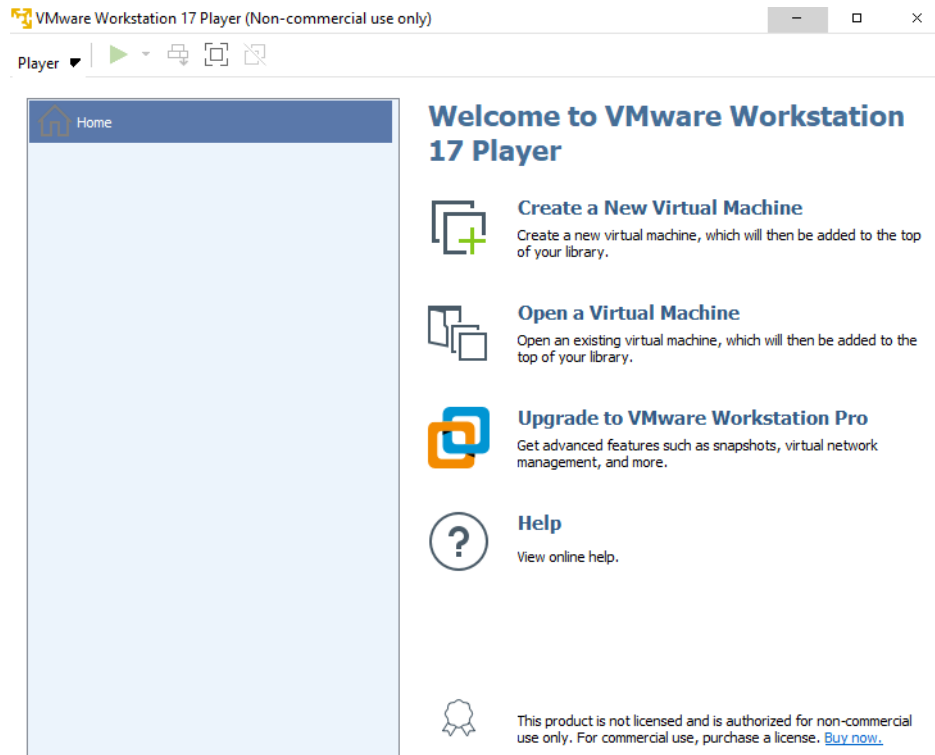 VMware Workstation 17 Player (Non-commercial use only)
Player
Home
Welcome to VMware Workstation
17 Player
Create a New Virtual Machine
Create a new virtual machine, which will then be added to the top
of your library.
Open a Virtual Machine
Open an existing virtual machine, which will then be added to the
top of your library.
Upgrade to VMware Workstation Pro
Get advanced features such as snapshots, virtual network
management, and more.
Help
View online help.
This product is not licensed and is authorized for non-commercial
use only. For commercial use, purchase a license. Buy now.